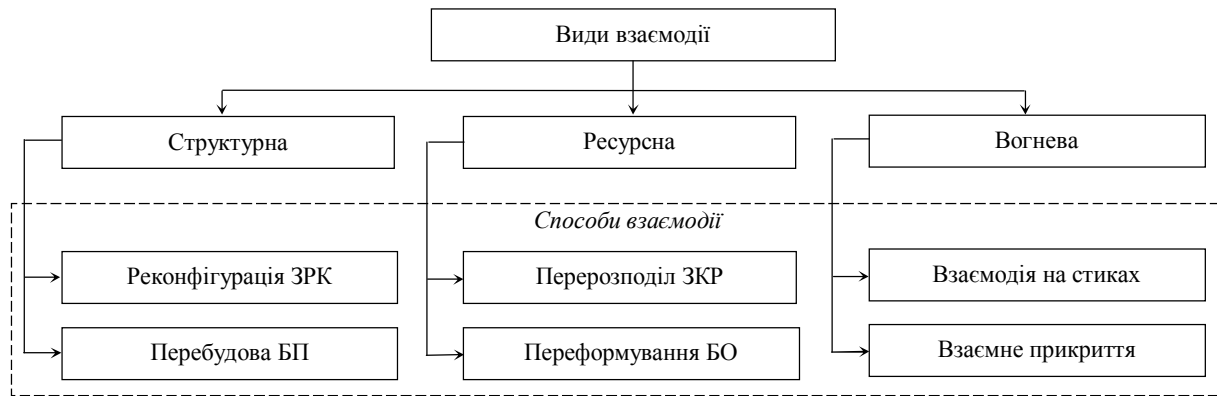 Види взаємодії
Структурна
Ресурсна
Вогнева
Способи взаємодії
Реконфігурація ЗРК
Перерозподіл ЗКР
Взаємодія на стиках
Перебудова БП
Переформування БО
Взаємне прикриття